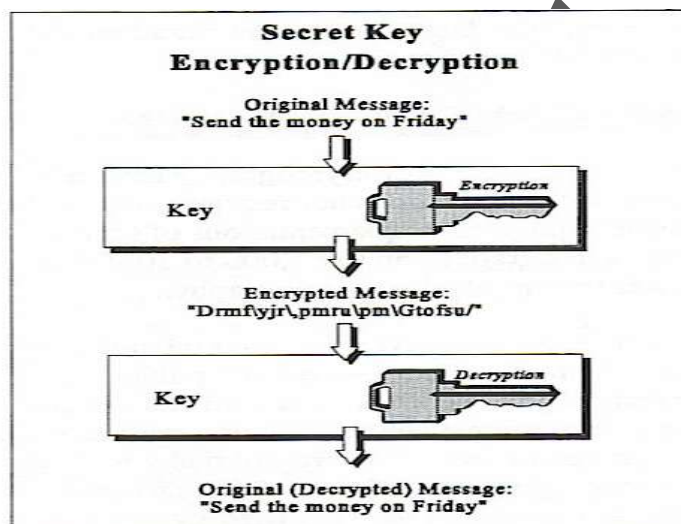 Secret Key
Encryption/Decryption
Original Message:
"Send the money on Friday"
Encryption
Key
Encrypted Message:
"Drmf\yjr\,pmru\pm\Gtofsu/"
Decryption
Key
Original (Decrypted) Message:
"Send the money on Friday"